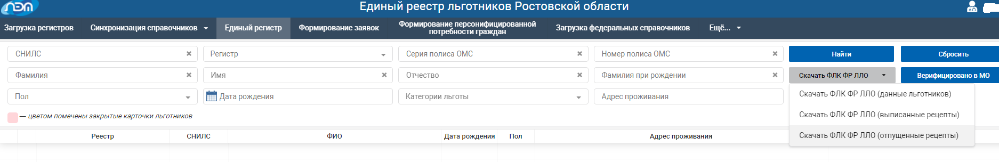 ЛЭП
Единый реестр льготников Ростовской области
Загрузка регистров
Синхронизация справочников
Единый регистр
Формирование заявок
Формирование персонифицированной
потребности граждан
Загрузка федеральных справочников
Ещё...
СНИЛС
Регистр
Серия полиса ОМС
Номер полиса ОМС
Найти
Сбросить
Фамилия
Имя
Отчество
Фамилия при рождении
Скачать ФЛК ФР ЛЛО
Верифицировано в МО
Пол
Дата рождения
Категории льготы
Адрес проживания
Скачать ФЛК ФР ЛЛО (данные льготников)
Скачать ФЛК ФР ЛЛО (выписанные рецепты)
Скачать ФЛК ФР ЛЛО (отпущенные рецепты)
— цветом помечены закрытые карточки льготников
Реестр
СНИЛС
ФИО
Дата рождения
Пол
Адрес проживания